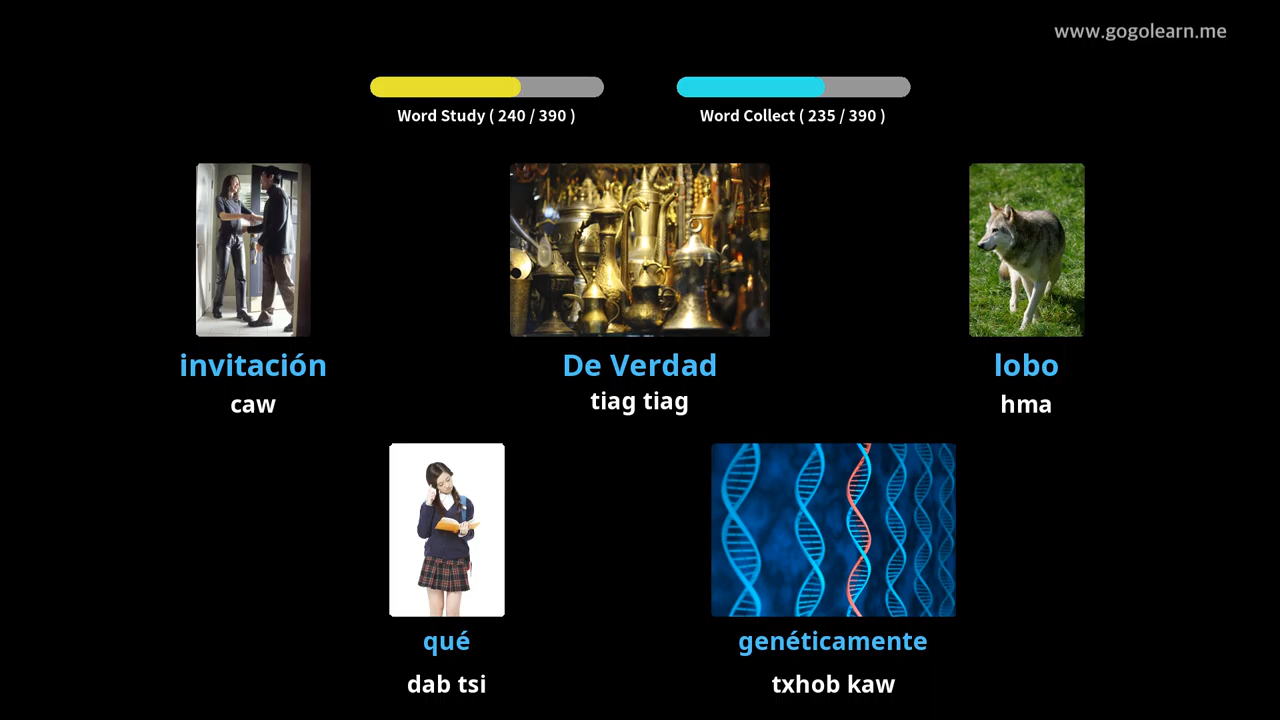 www.gogolearn.me
Word Study ( 240 / 390 )
Word Collect ( 235 / 390 )
invitación
caw
De Verdad
tiag tiag
lobo
hma
qué
dab tsi
genéticamente
txhob kaw